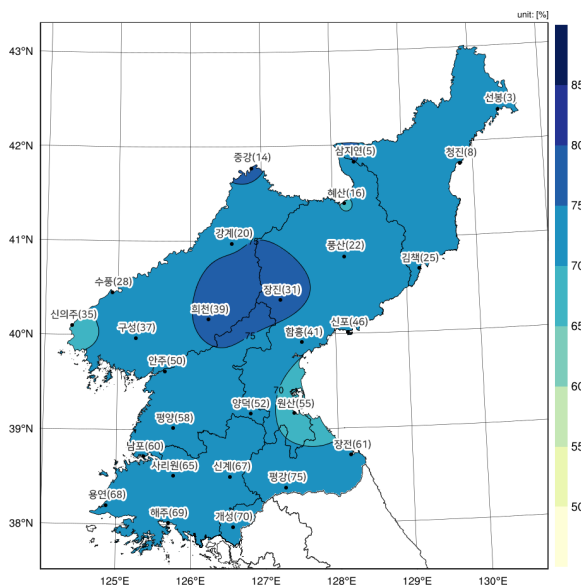 unit: [%]
43°N
42°N
41°N
40°N
39°N
38°N
125°E
126°E
127°E
128°E
129°E
130°E
85
80
75
70
65
60
55
50
선봉(3)
삼지연(5)
청진(8)
중강(14)
혜산(16)
강계(20)
풍산(22)
김책(25)
수풍(28)
장진(31)
신의주(35)
구성(37)
희천(39)
함흥(41)
신포(46)
안주(50)
양덕(52)
원산(55)
평양(58)
남포(60)
장전(61)
사리원(65)
신계(67)
용연(68)
해주(69)
개성(70)
평강(75)
75
70